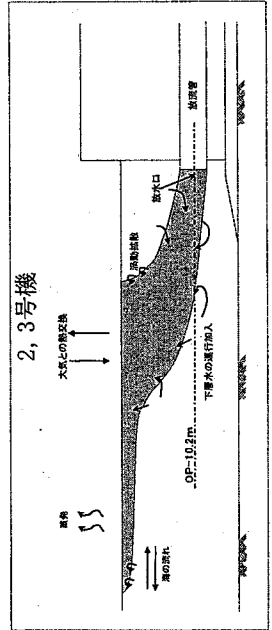 2,3号機
蒸発
大気との熱交換
渦動拡散
放水口
放流管
海の流れ
OP-10.2m
下層水の連行加入